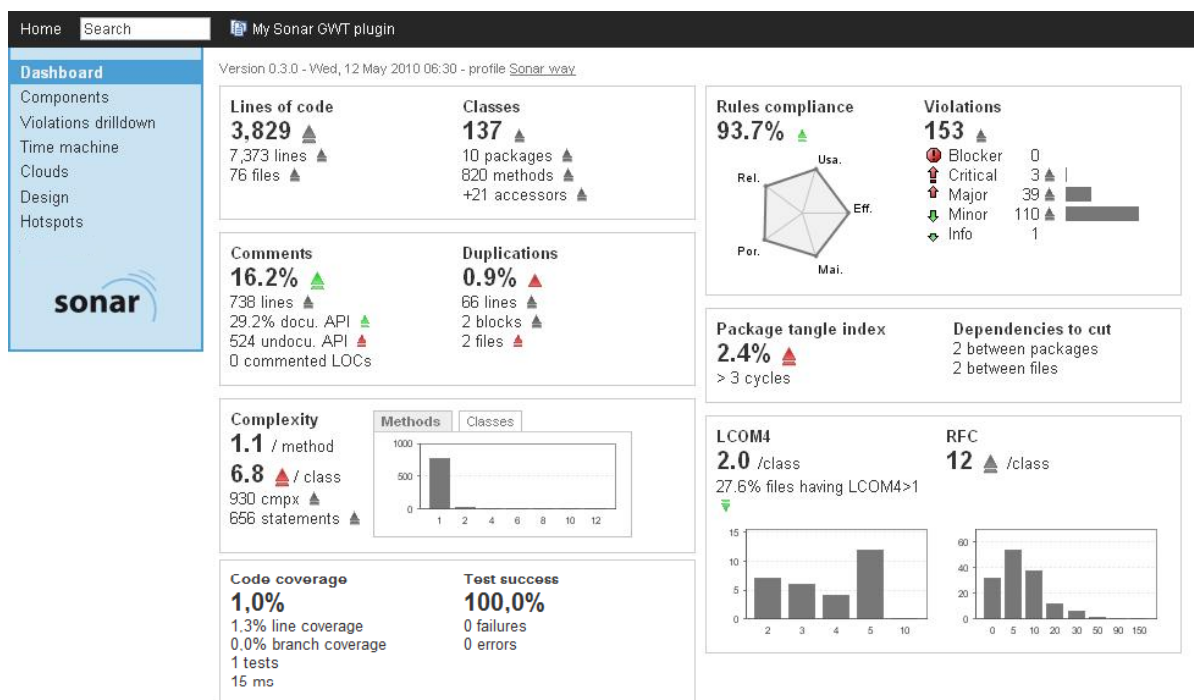 Home Search My Sonar GWT plugin
Dashboard
Components
Violations drilldown
Time machine
Clouds
Design
Hotspots
sonar
Version 0.3.0 - Wed, 12 May 2010 06:30 - profile Sonar way
Lines of code
3,829
7,373 lines
76 files
Classes
137
10 packages
820 methods
+21 accessors
Comments
16.2%
738 lines
29.2% docu. API
524 undocu. API
0 commented LOCs
Duplications
0.9%
66 lines
2 blocks
2 files
Complexity
1.1 / method
6.8 / class
930 cmpx
656 statements
Methods Classes
1000
500
0
1 2 4 6 8 10 12
Code coverage
1,0%
1,3% line coverage
0,0% branch coverage
1 tests
15 ms
Test success
100,0%
0 failures
0 errors
Rules compliance
93.7%
Usa.
Rel.
Eff.
Por.
Mai.
Violations
153
Blocker 0
Critical 3
Major 39
Minor 110
Info 1
Package tangle index
2.4%
> 3 cycles
Dependencies to cut
2 between packages
2 between files
LCOM4
2.0 /class
27.6% files having LCOM4>1
15
10
5
0
2 3 4 5 10
RFC
12 /class
60
40
20
0
0 5 10 20 30 50 90 150